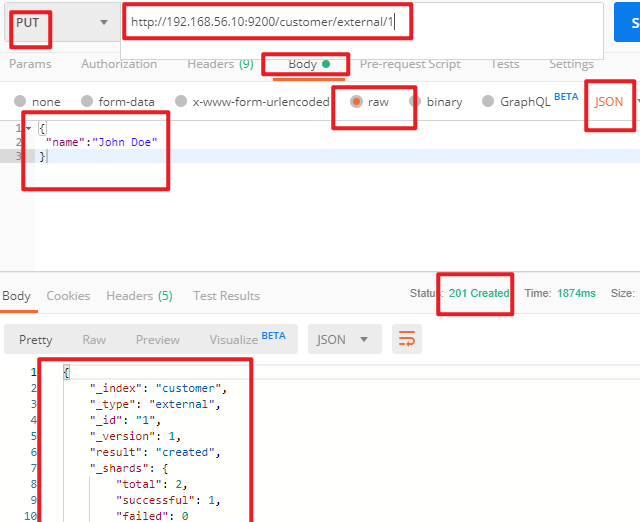 PUT http://192.168.56.10:9200/customer/external/1 S
Params Authorization Headers (9) Body Pre-request Script Tests Settings
none form-data x-www-form-urlencoded raw binary GraphQL BETA JSON
1 {
2 "name":"John Doe"
3 }
Body Cookies Headers (5) Test Results Status: 201 Created Time: 1874ms Size:
Pretty Raw Preview Visualize BETA JSON
1 {
2 "_index": "customer",
3 "_type": "external",
4 "_id": "1",
5 "_version": 1,
6 "result": "created",
7 "_shards": {
8 "total": 2,
9 "successful": 1,
10 "failed": 0